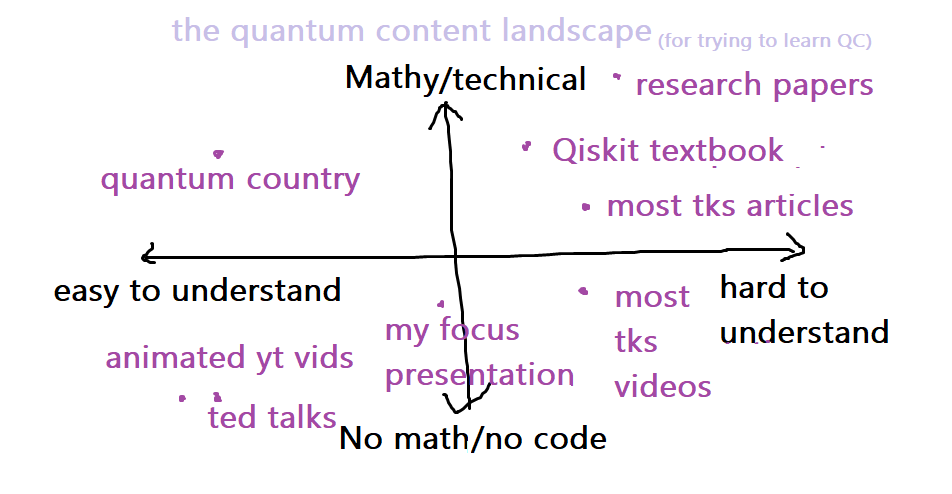 the quantum content landscape (for trying to learn QC)
Mathy/technical
research papers
Qiskit textbook
quantum country
most tks articles
easy to understand
hard to
understand
most
tks
videos
my focus
presentation
animated yt vids
ted talks
No math/no code